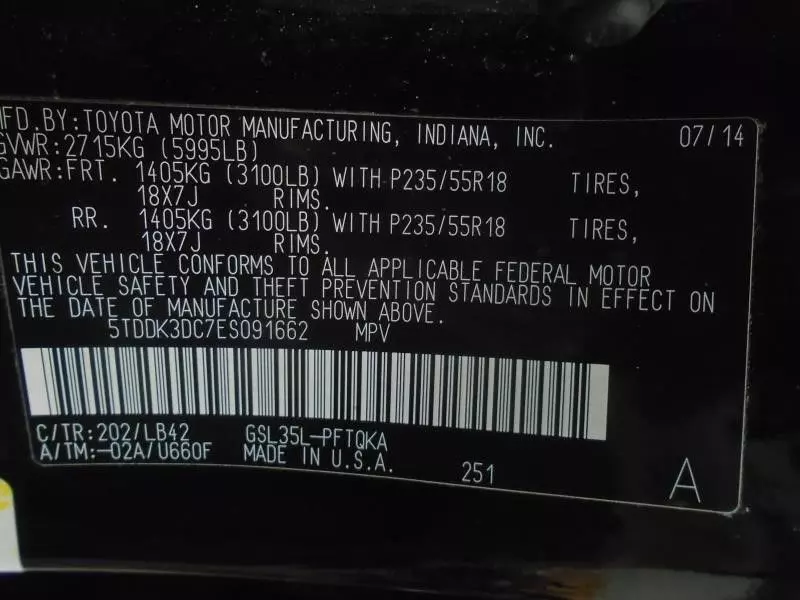 MFD.BY:TOYOTA MOTOR MANUFACTURING, INDIANA, INC. 07/14
GVWR:2715KG (5995LB)
GAWR:FRT. 1405KG (3100LB) WITH P235/55R18 TIRES,
18X7J RIMS.
RR. 1405KG (3100LB) WITH P235/55R18 TIRES,
18X7J RIMS.
THIS VEHICLE CONFORMS TO ALL APPLICABLE FEDERAL MOTOR
VEHICLE SAFETY AND THEFT PREVENTION STANDARDS IN EFFECT ON
THE DATE OF MANUFACTURE SHOWN ABOVE.
5TDDK3DC7ES091662 MPV
C/TR:202/LB42 GSL35L-PFTQKA
A/TM:-02A/U660F MADE IN U.S.A. 251 A